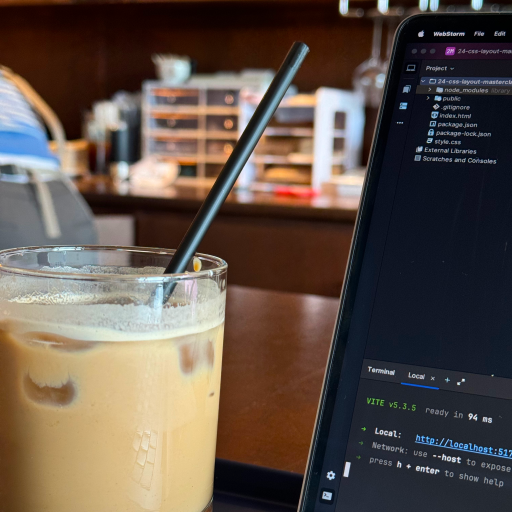 WebStorm File Edit
24-css-layout-mastercl
Project
24-css-layout-mastercl
node_modules library
public
.gitignore
index.html
package.json
package-lock.json
style.css
External Libraries
Scratches and Consoles
Terminal Local × +
VITE v5.3.5 ready in 94 ms
➜ Local: http://localhost:517
➜ Network: use --host to expose
➜ press h + enter to show help